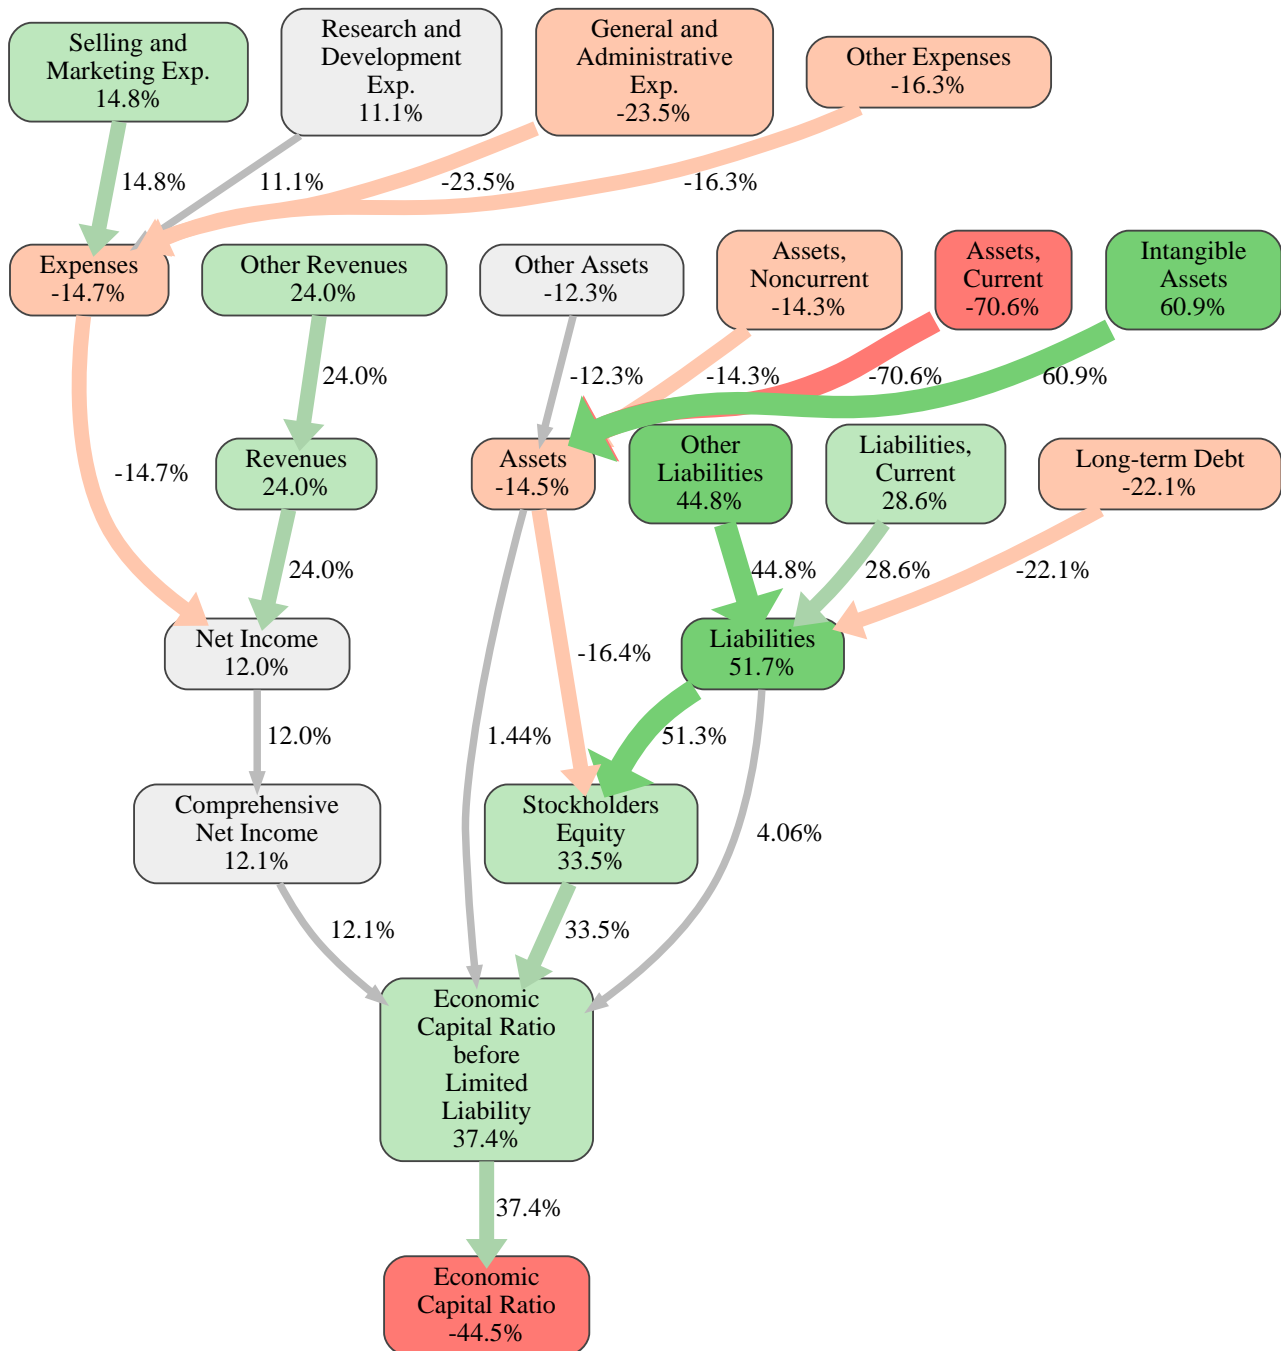 Selling and
Marketing Exp.
14.8%
Research and
Development
Exp.
11.1%
General and
Administrative
Exp.
-23.5%
Other Expenses
-16.3%
14.8%
11.1%
-23.5%
-16.3%
Expenses
-14.7%
Other Revenues
24.0%
Other Assets
-12.3%
Assets,
Noncurrent
-14.3%
Assets,
Current
-70.6%
Intangible
Assets
60.9%
24.0%
-12.3%
-14.3%
-70.6%
60.9%
-14.7%
Revenues
24.0%
Assets
-14.5%
Other
Liabilities
44.8%
Liabilities,
Current
28.6%
Long-term Debt
-22.1%
24.0%
44.8%
28.6%
-22.1%
Net Income
12.0%
-16.4%
Liabilities
51.7%
12.0%
1.44%
51.3%
Comprehensive
Net Income
12.1%
Stockholders
Equity
33.5%
4.06%
12.1%
33.5%
Economic
Capital Ratio
before
Limited
Liability
37.4%
37.4%
Economic
Capital Ratio
-44.5%